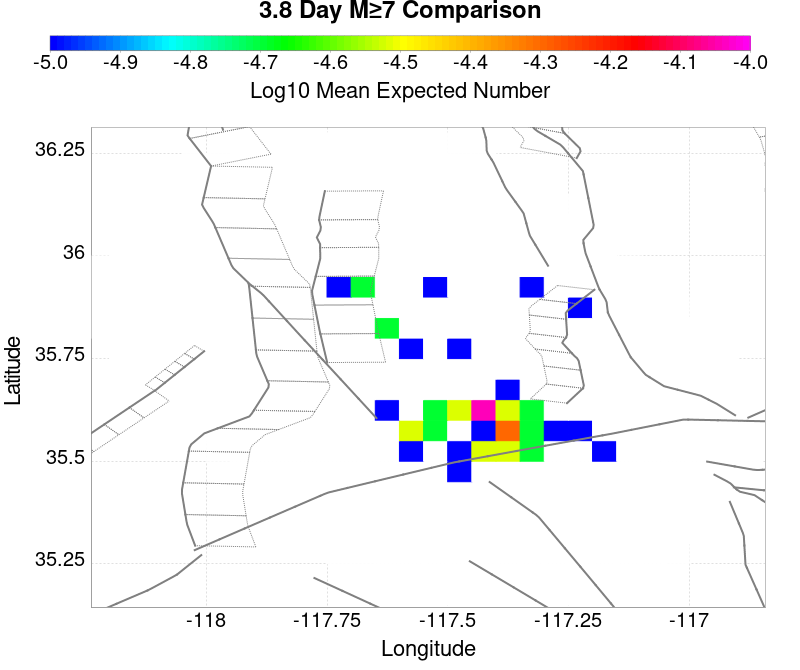 3.8 Day M≥7 Comparison
-5.0 -4.9 -4.8 -4.7 -4.6 -4.5 -4.4 -4.3 -4.2 -4.1 -4.0
Log10 Mean Expected Number
36.25
36
35.75
35.5
35.25
Latitude
-118 -117.75 -117.5 -117.25 -117
Longitude